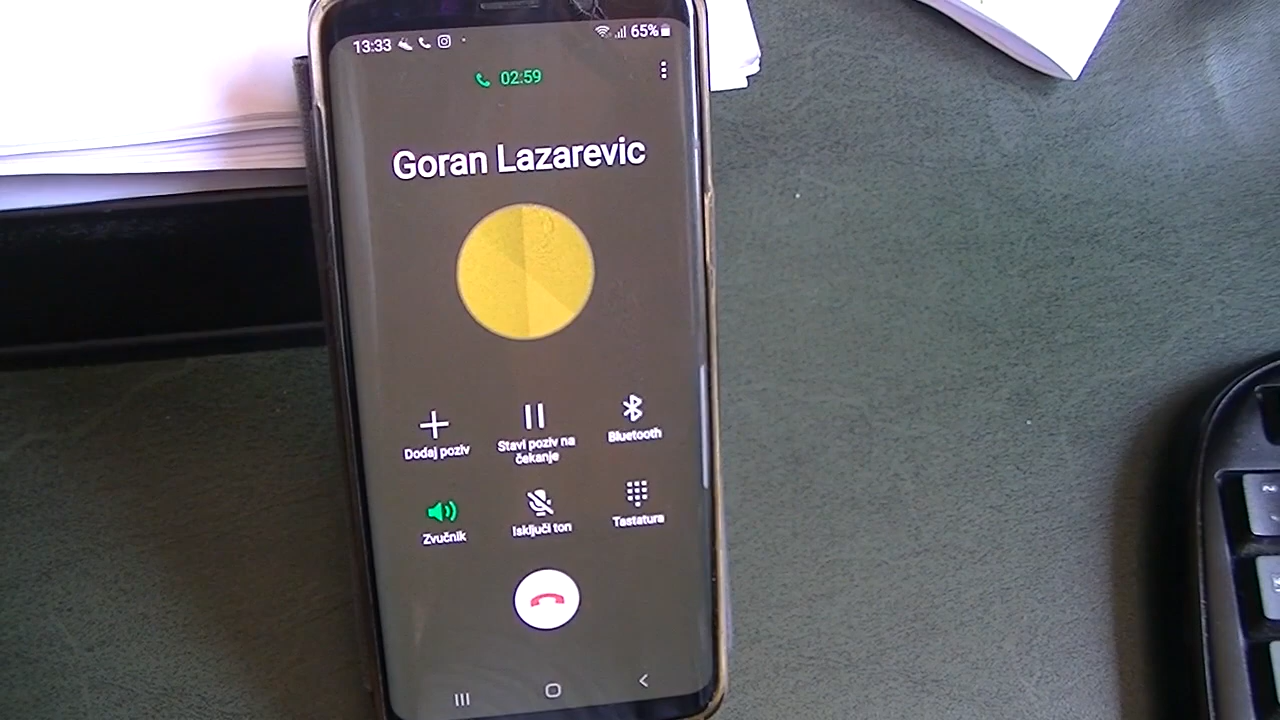 13:33 65%
02:59
Goran Lazarevic
Dodaj poziv
Stavi poziv na
čekanje
Bluetooth
Zvučnik
Isključi ton
Tastatura